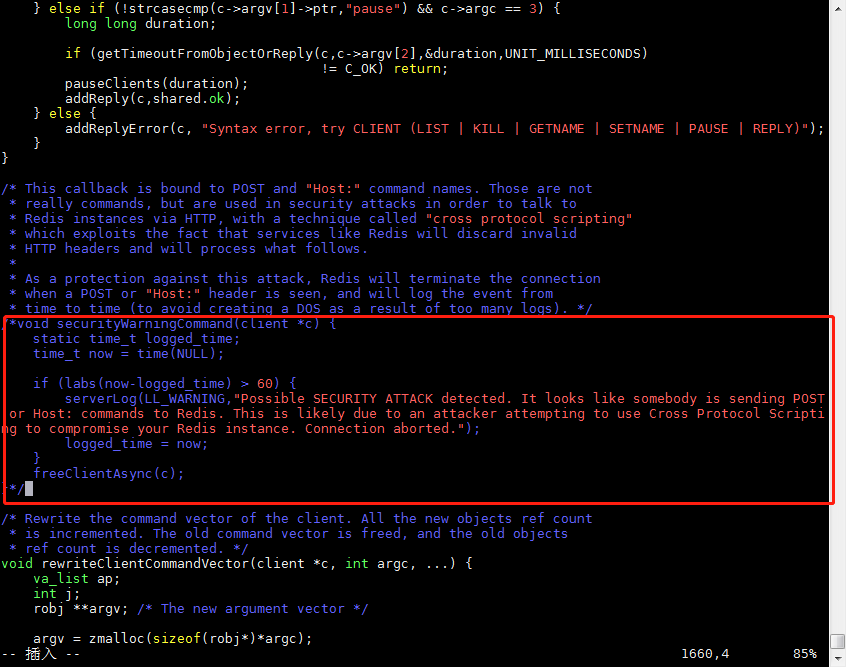 } else if (!strcasecmp(c->argv[1]->ptr,"pause") && c->argc == 3) {
        long long duration;

        if (getTimeoutFromObjectOrReply(c,c->argv[2],&duration,UNIT_MILLISECONDS)
                                        != C_OK) return;
        pauseClients(duration);
        addReply(c,shared.ok);
    } else {
        addReplyError(c, "Syntax error, try CLIENT (LIST | KILL | GETNAME | SETNAME | PAUSE | REPLY)");
    }
}

/* This callback is bound to POST and "Host:" command names. Those are not
 * really commands, but are used in security attacks in order to talk to
 * Redis instances via HTTP, with a technique called "cross protocol scripting"
 * which exploits the fact that services like Redis will discard invalid
 * HTTP headers and will process what follows.
 *
 * As a protection against this attack, Redis will terminate the connection
 * when a POST or "Host:" header is seen, and will log the event from
 * time to time (to avoid creating a DOS as a result of too many logs). */
/*void securityWarningCommand(client *c) {
    static time_t logged_time;
    time_t now = time(NULL);

    if (labs(now-logged_time) > 60) {
        serverLog(LL_WARNING,"Possible SECURITY ATTACK detected. It looks like somebody is sending POST
 or Host: commands to Redis. This is likely due to an attacker attempting to use Cross Protocol Scripti
ng to compromise your Redis instance. Connection aborted.");
        logged_time = now;
    }
    freeClientAsync(c);
}*/

/* Rewrite the command vector of the client. All the new objects ref count
 * is incremented. The old command vector is freed, and the old objects
 * ref count is decremented. */
void rewriteClientCommandVector(client *c, int argc, ...) {
    va_list ap;
    int j;
    robj **argv; /* The new argument vector */

    argv = zmalloc(sizeof(robj*)*argc);
-- 插入 -- 1660,4 85%